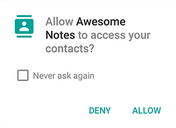 Allow Awesome
Notes to access your
contacts?
Never ask again
DENY ALLOW